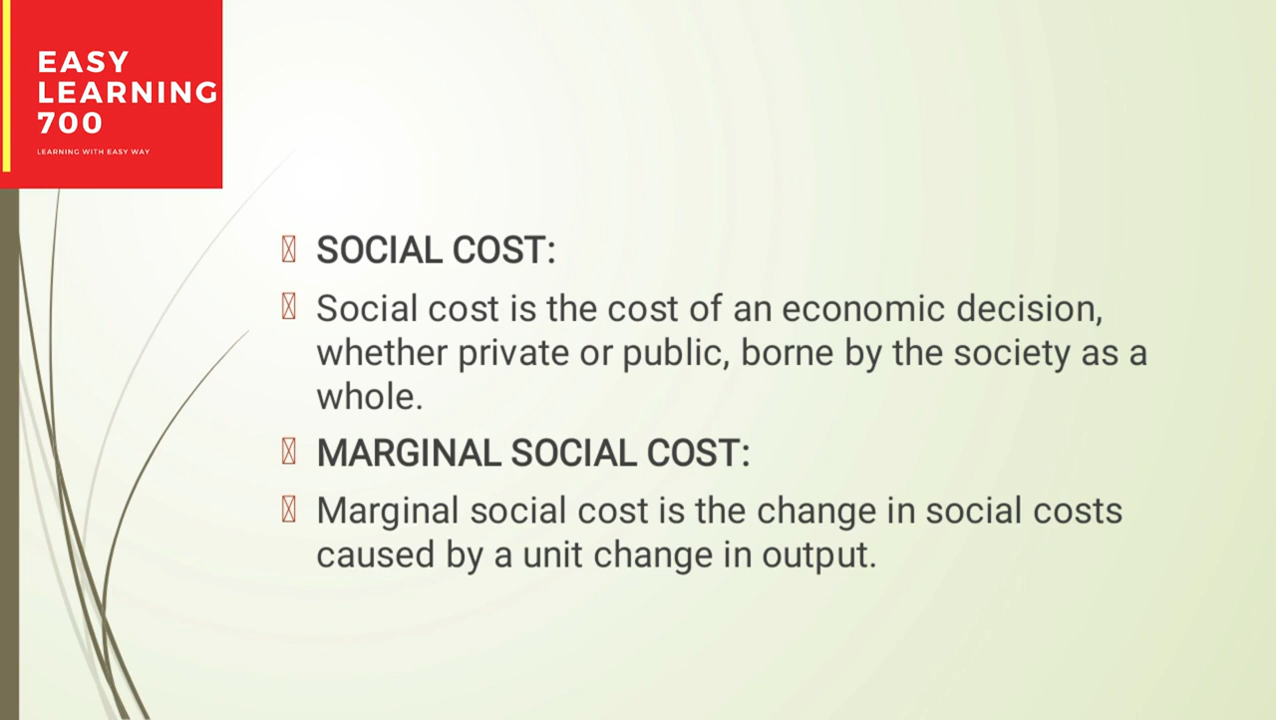 EASY
LEARNING
700
LEARNING WITH EASY WAY
SOCIAL COST:
Social cost is the cost of an economic decision,
whether private or public, borne by the society as a
whole.
MARGINAL SOCIAL COST:
Marginal social cost is the change in social costs
caused by a unit change in output.